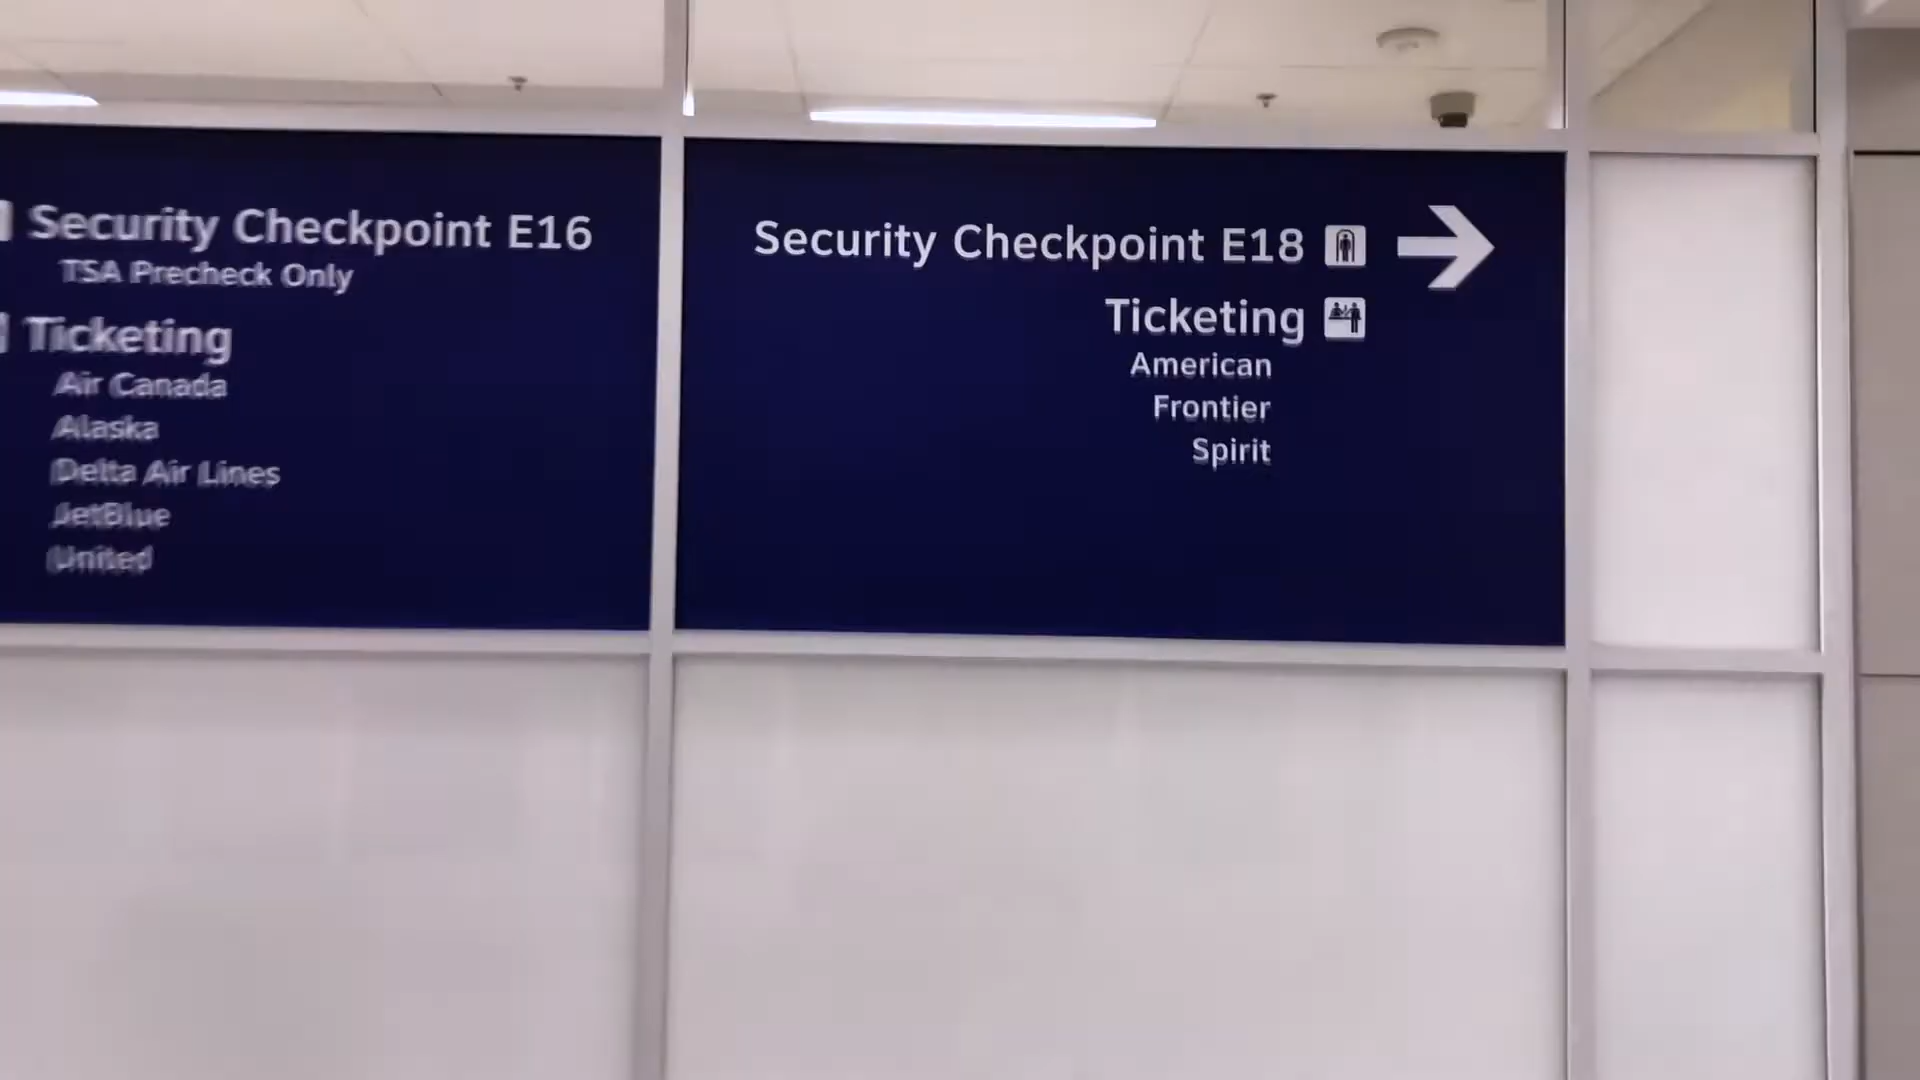 Security Checkpoint E16
TSA Precheck Only
Ticketing
Air Canada
Alaska
Delta Air Lines
JetBlue
United
Security Checkpoint E18
Ticketing
American
Frontier
Spirit